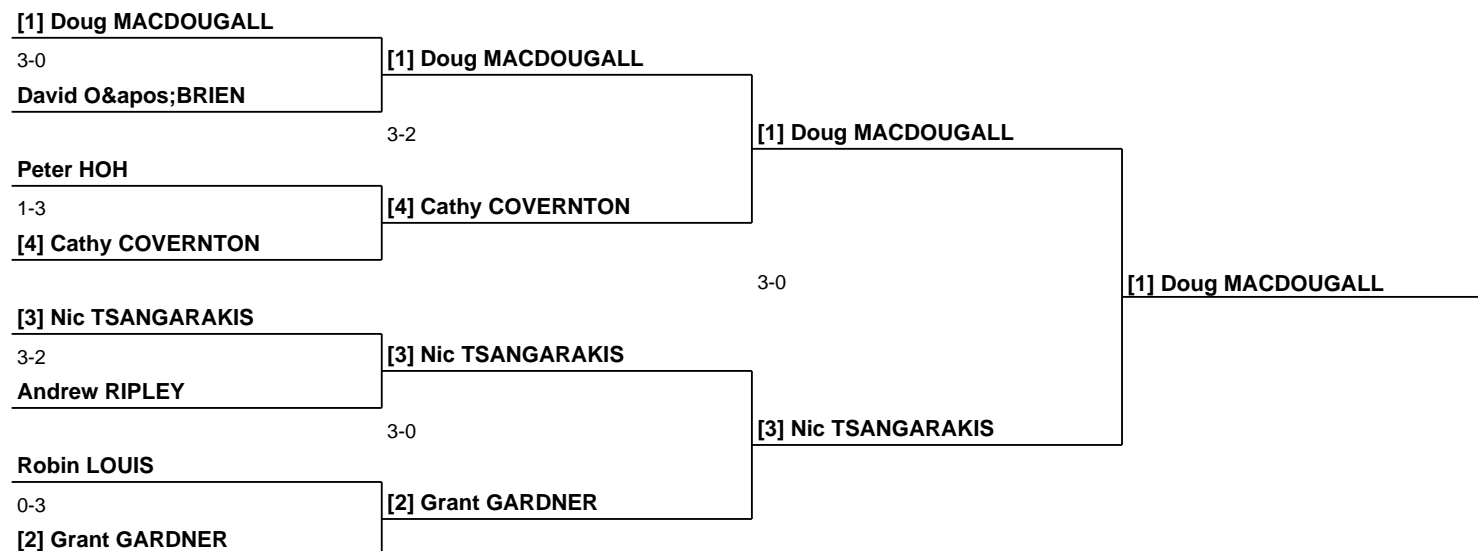 [1] Doug MACDOUGALL
3-0
David O&apos;BRIEN
Peter HOH
1-3
[4] Cathy COVERNTON
[3] Nic TSANGARAKIS
3-2
Andrew RIPLEY
Robin LOUIS
0-3
[2] Grant GARDNER
[1] Doug MACDOUGALL
3-2
[4] Cathy COVERNTON
[3] Nic TSANGARAKIS
3-0
[2] Grant GARDNER
[1] Doug MACDOUGALL
3-0
[3] Nic TSANGARAKIS
[1] Doug MACDOUGALL